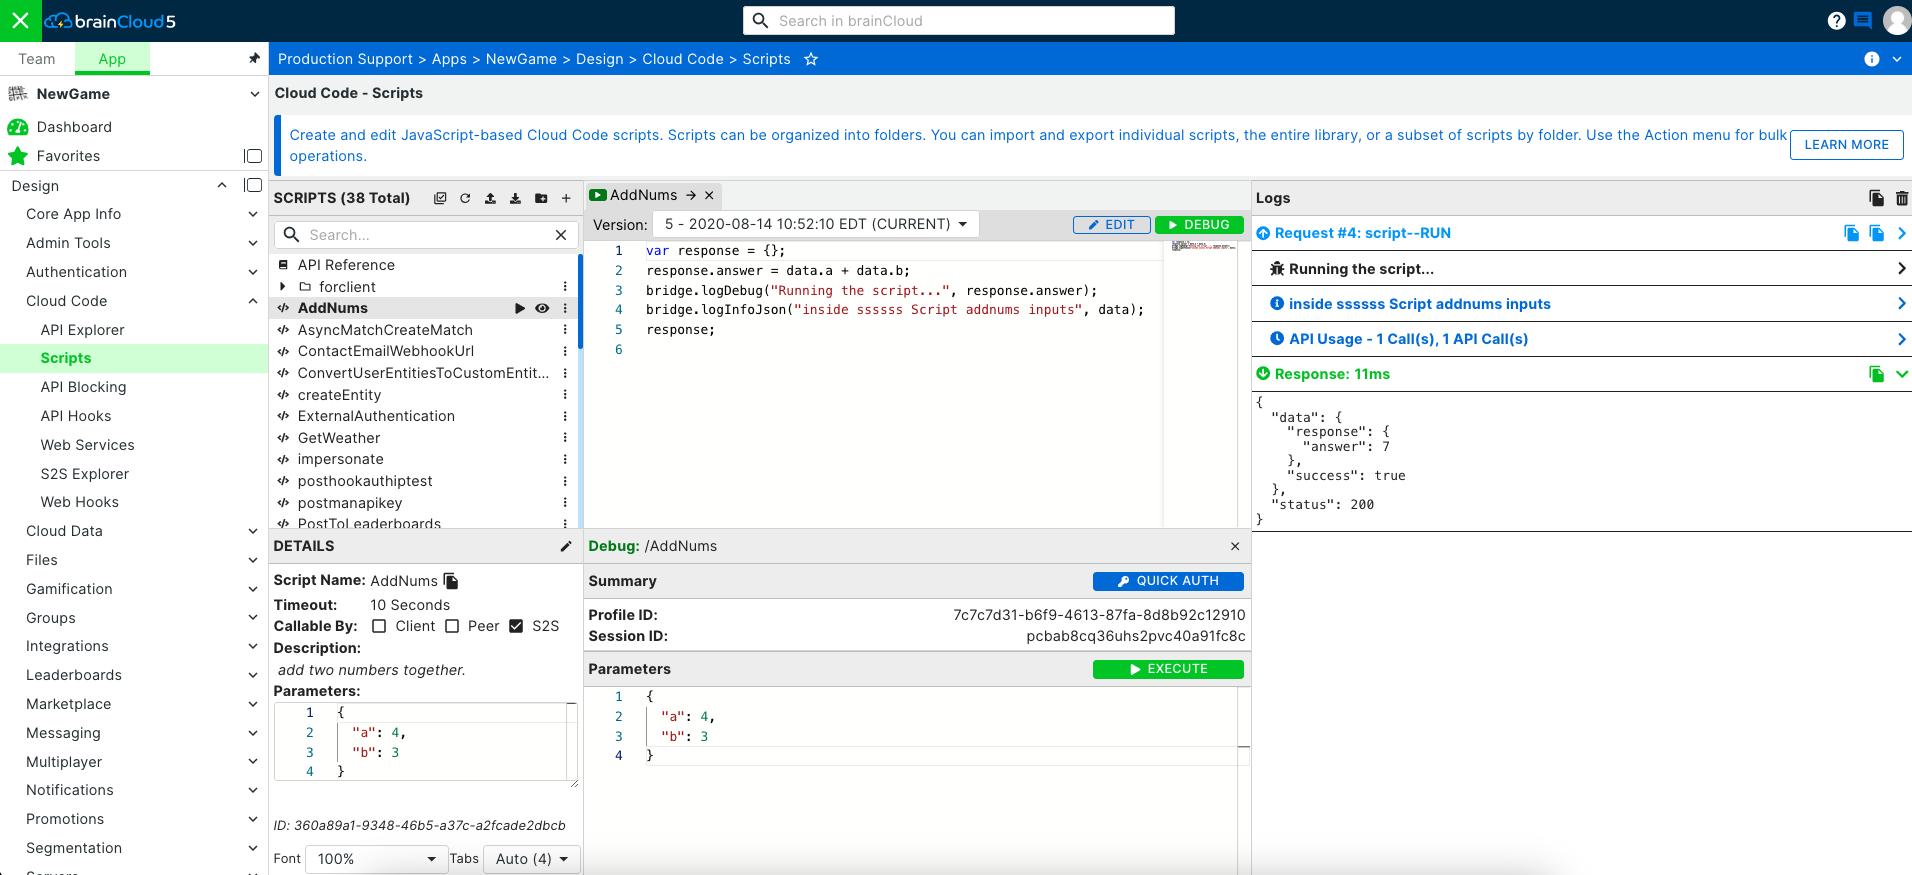 brainCloud5
Search in brainCloud
Team App
Production Support > Apps > NewGame > Design > Cloud Code > Scripts
NewGame
Dashboard
Favorites
Design
Core App Info
Admin Tools
Authentication
Cloud Code
API Explorer
Scripts
API Blocking
API Hooks
Web Services
S2S Explorer
Web Hooks
Cloud Data
Files
Gamification
Groups
Integrations
Leaderboards
Marketplace
Messaging
Multiplayer
Notifications
Promotions
Segmentation
Cloud Code - Scripts
Create and edit JavaScript-based Cloud Code scripts. Scripts can be organized into folders. You can import and export individual scripts, the entire library, or a subset of scripts by folder. Use the Action menu for bulk
operations.
LEARN MORE
SCRIPTS (38 Total)
Search...
API Reference
forclient
AddNums
AsyncMatchCreateMatch
ContactEmailWebhookUrl
ConvertUserEntitiesToCustomEntit...
createEntity
ExternalAuthentication
GetWeather
impersonate
posthookauthiptest
postmanapikey
PostToLeaderboards
DETAILS
Script Name: AddNums
Timeout: 10 Seconds
Callable By: Client Peer S2S
Description:
add two numbers together.
Parameters:
1 {
2 "a": 4,
3 "b": 3
4 }
ID: 360a89a1-9348-46b5-a37c-a2fcade2dbcb
Font 100% Tabs Auto (4)
AddNums
Version: 5 - 2020-08-14 10:52:10 EDT (CURRENT) EDIT DEBUG
1 var response = {};
2 response.answer = data.a + data.b;
3 bridge.logDebug("Running the script...", response.answer);
4 bridge.logInfoJson("inside ssssss Script addnums inputs", data);
5 response;
6
Debug: /AddNums
Summary QUICK AUTH
Profile ID: 7c7c7d31-b6f9-4613-87fa-8d8b92c12910
Session ID: pcbab8cq36uhs2pvc40a91fc8c
Parameters EXECUTE
1 {
2 "a": 4,
3 "b": 3
4 }
Logs
Request #4: script--RUN
Running the script...
inside ssssss Script addnums inputs
API Usage - 1 Call(s), 1 API Call(s)
Response: 11ms
{
"data": {
"response": {
"answer": 7
},
"success": true
},
"status": 200
}